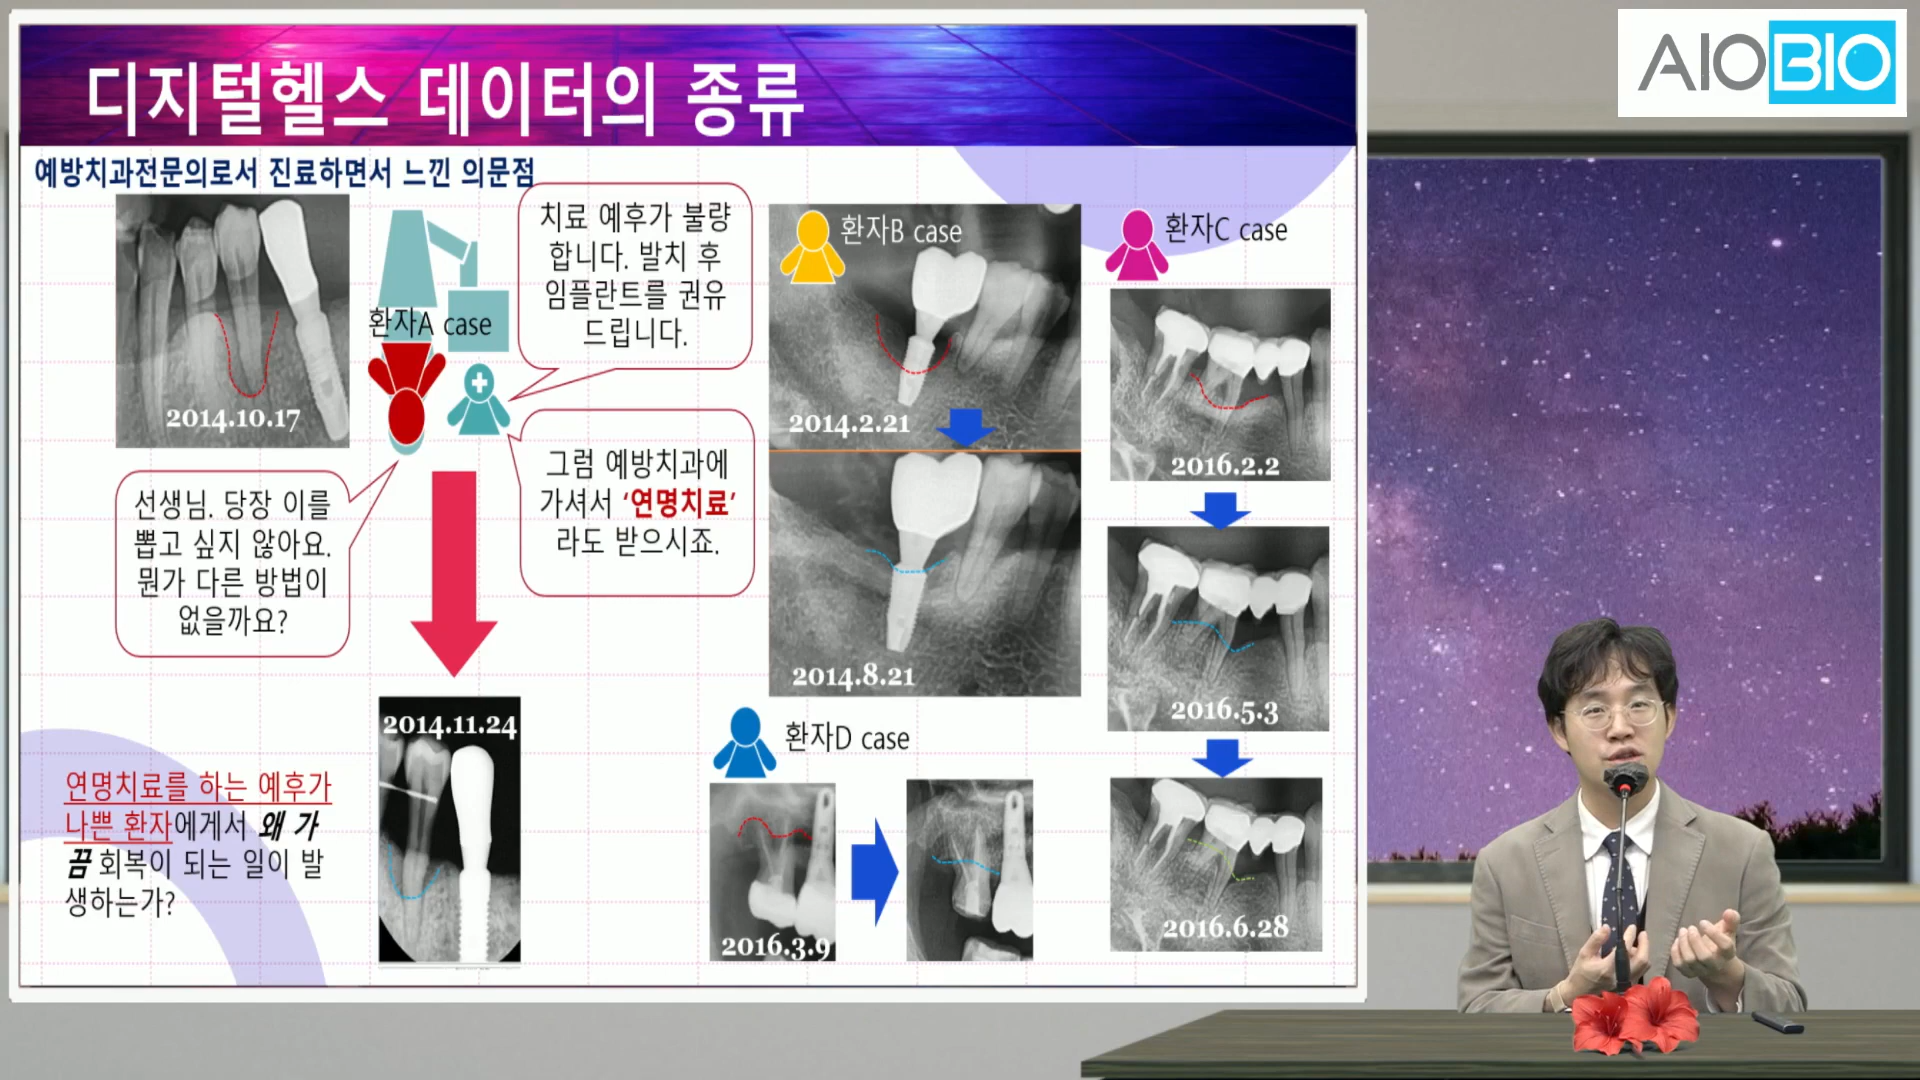 디지털헬스 데이터의 종류
AIOBIO
예방치과전문의로서 진료하면서 느낀 의문점
2014.10.17
환자A case
치료 예후가 불량
합니다. 발치 후
임플란트를 권유
드립니다.
선생님. 당장 이를
뽑고 싶지 않아요.
뭔가 다른 방법이
없을까요?
그럼 예방치과에
가셔서 ‘연명치료’
라도 받으시죠.
2014.11.24
연명치료를 하는 예후가
나쁜 환자에게서 왜 가
끔 회복이 되는 일이 발
생하는가?
환자B case
2014.2.21
2014.8.21
환자C case
2016.2.2
2016.5.3
2016.6.28
환자D case
2016.3.9